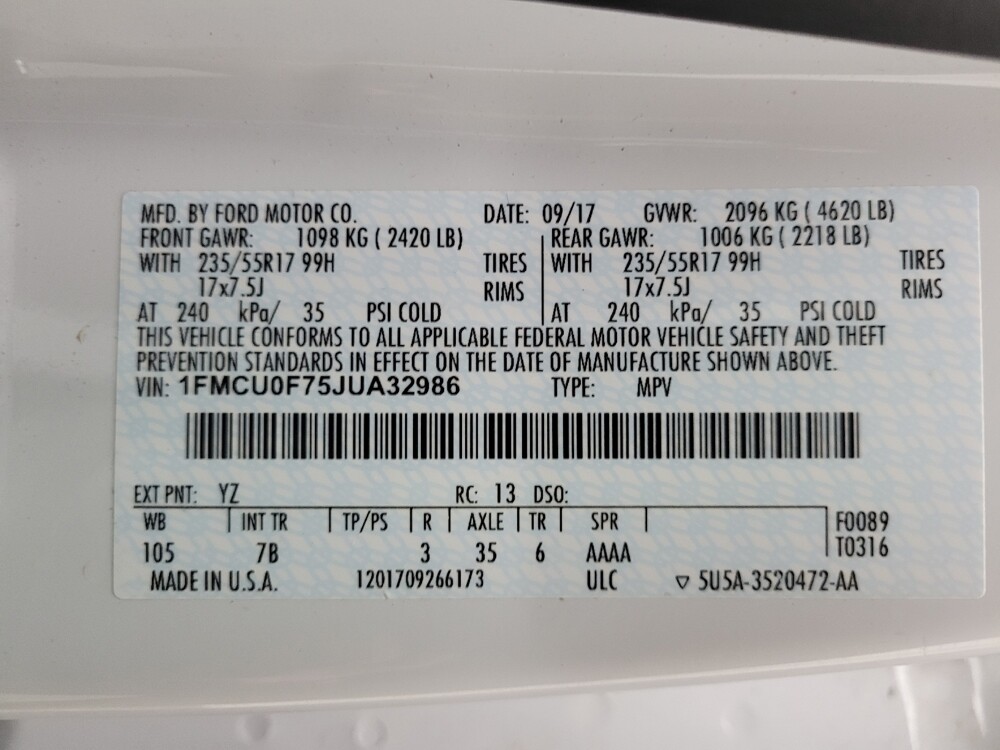 MFD. BY FORD MOTOR CO. DATE: 09/17 GVWR: 2096 KG ( 4620 LB)
FRONT GAWR: 1098 KG ( 2420 LB) REAR GAWR: 1006 KG ( 2218 LB)
WITH 235/55R17 99H TIRES WITH 235/55R17 99H TIRES
17x7.5J RIMS 17x7.5J RIMS
AT 240 kPa/ 35 PSI COLD AT 240 kPa/ 35 PSI COLD
THIS VEHICLE CONFORMS TO ALL APPLICABLE FEDERAL MOTOR VEHICLE SAFETY AND THEFT
PREVENTION STANDARDS IN EFFECT ON THE DATE OF MANUFACTURE SHOWN ABOVE.
VIN: 1FMCU0F75JUA32986 TYPE: MPV
EXT PNT: YZ RC: 13 DSO:
WB INT TR TP/PS R AXLE TR SPR F0089
105 7B 3 35 6 AAAA T0316
MADE IN U.S.A. 1201709266173 ULC ▽ 5U5A-3520472-AA